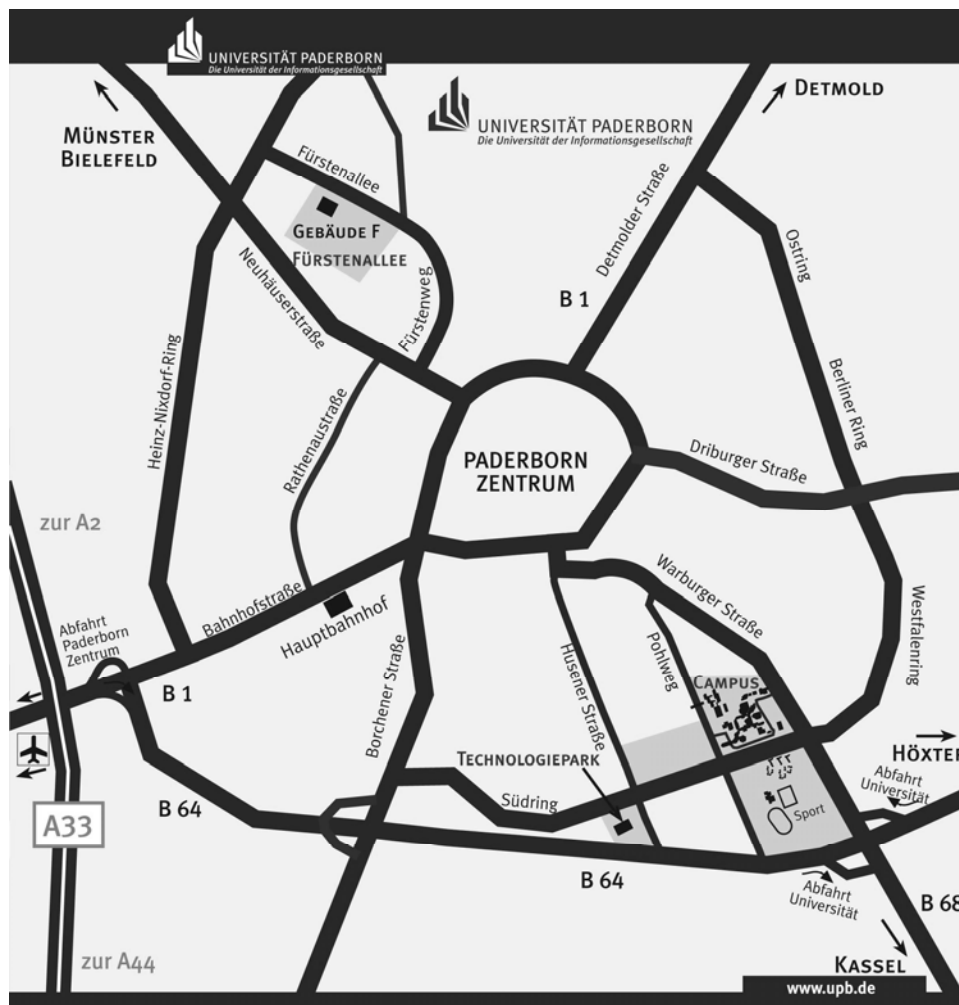 UNIVERSITÄT PADERBORN
Die Universität der Informationsgesellschaft
DETMOLD
MÜNSTER
BIELEFELD
UNIVERSITÄT PADERBORN
Die Universität der Informationsgesellschaft
Fürstenallee
GEBÄUDE F
FÜRSTENALLEE
Neuhäuserstraße
Fürstenweg
Detmolder Straße
B 1
Ostring
Heinz-Nixdorf-Ring
Rathenaustraße
Berliner Ring
PADERBORN
ZENTRUM
Driburger Straße
zur A2
Abfahrt
Paderborn
Zentrum
Bahnhofstraße
Hauptbahnhof
Warburger Straße
Westfalenring
B 1
Borchener Straße
Husener Straße
Pohlweg
CAMPUS
TECHNOLOGIEPARK
HÖXTER
Abfahrt
Universität
A33
B 64
Südring
Sport
B 64
Abfahrt
Universität
B 68
zur A44
KASSEL
www.upb.de